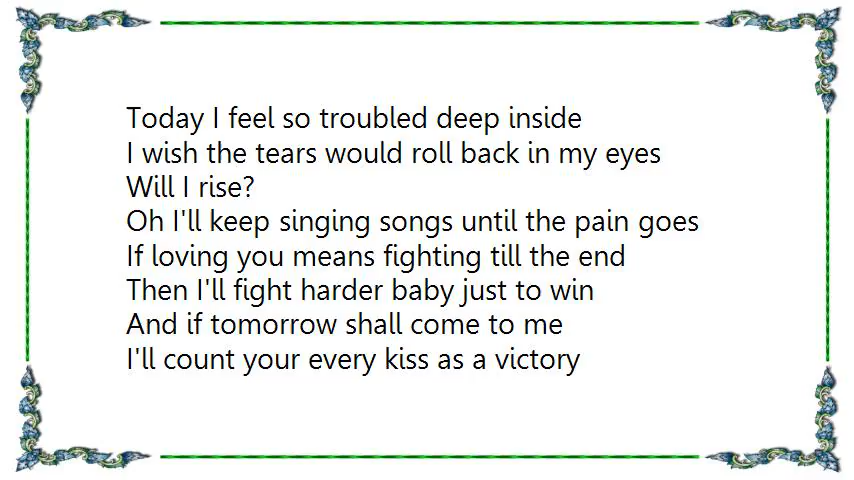 Today I feel so troubled deep inside
I wish the tears would roll back in my eyes
Will I rise?
Oh I'll keep singing songs until the pain goes
If loving you means fighting till the end
Then I'll fight harder baby just to win
And if tomorrow shall come to me
I'll count your every kiss as a victory